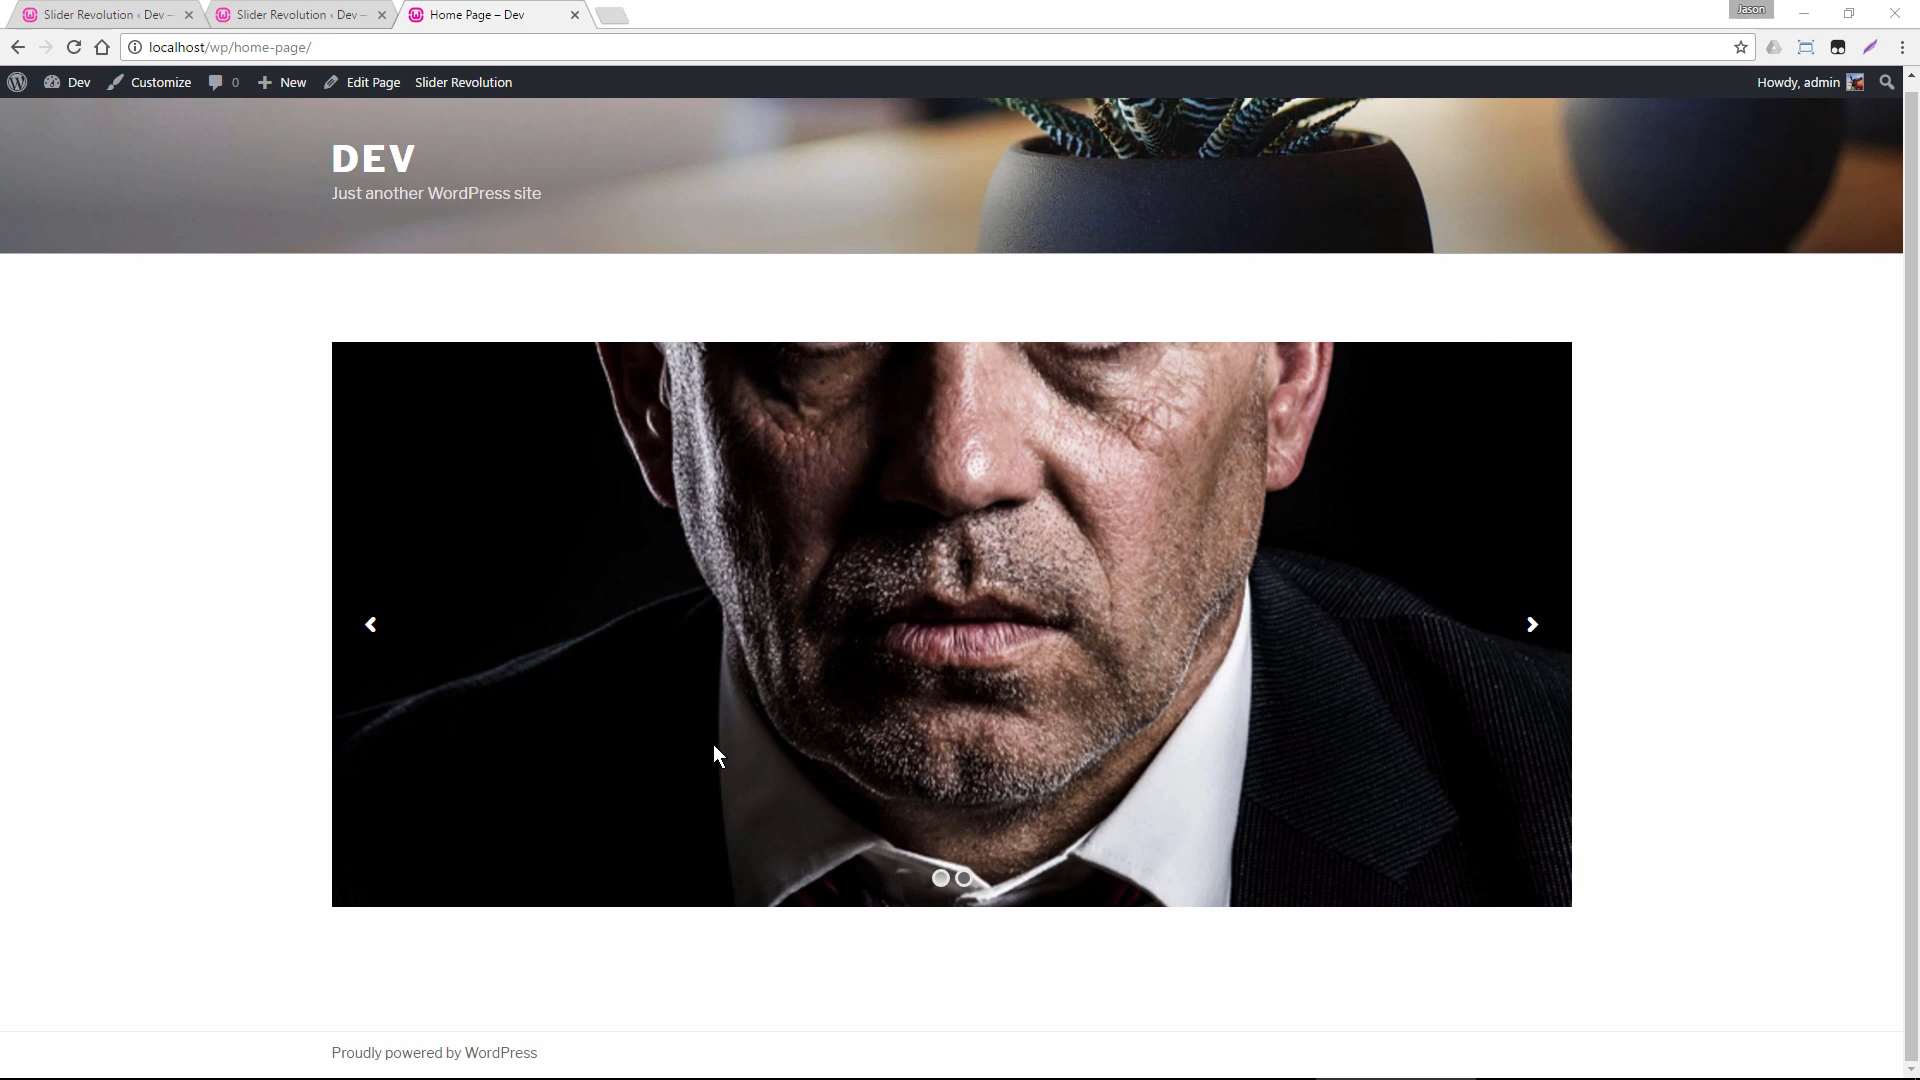 Slider Revolution ‹ Dev —
Slider Revolution ‹ Dev —
Home Page – Dev
Jason
localhost/wp/home-page/
Dev
Customize
0
New
Edit Page
Slider Revolution
Howdy, admin
DEV
Just another WordPress site
Proudly powered by WordPress